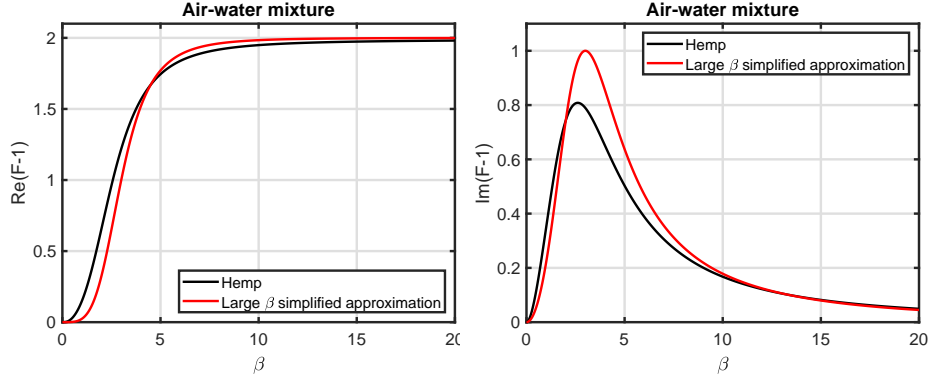 Air-water mixture
Re(F-1)
2
1.5
1
0.5
0
0 5 10 15 20
β
Hemp
Large β simplified approximation
Air-water mixture
Im(F-1)
1
0.8
0.6
0.4
0.2
0
0 5 10 15 20
β
Hemp
Large β simplified approximation